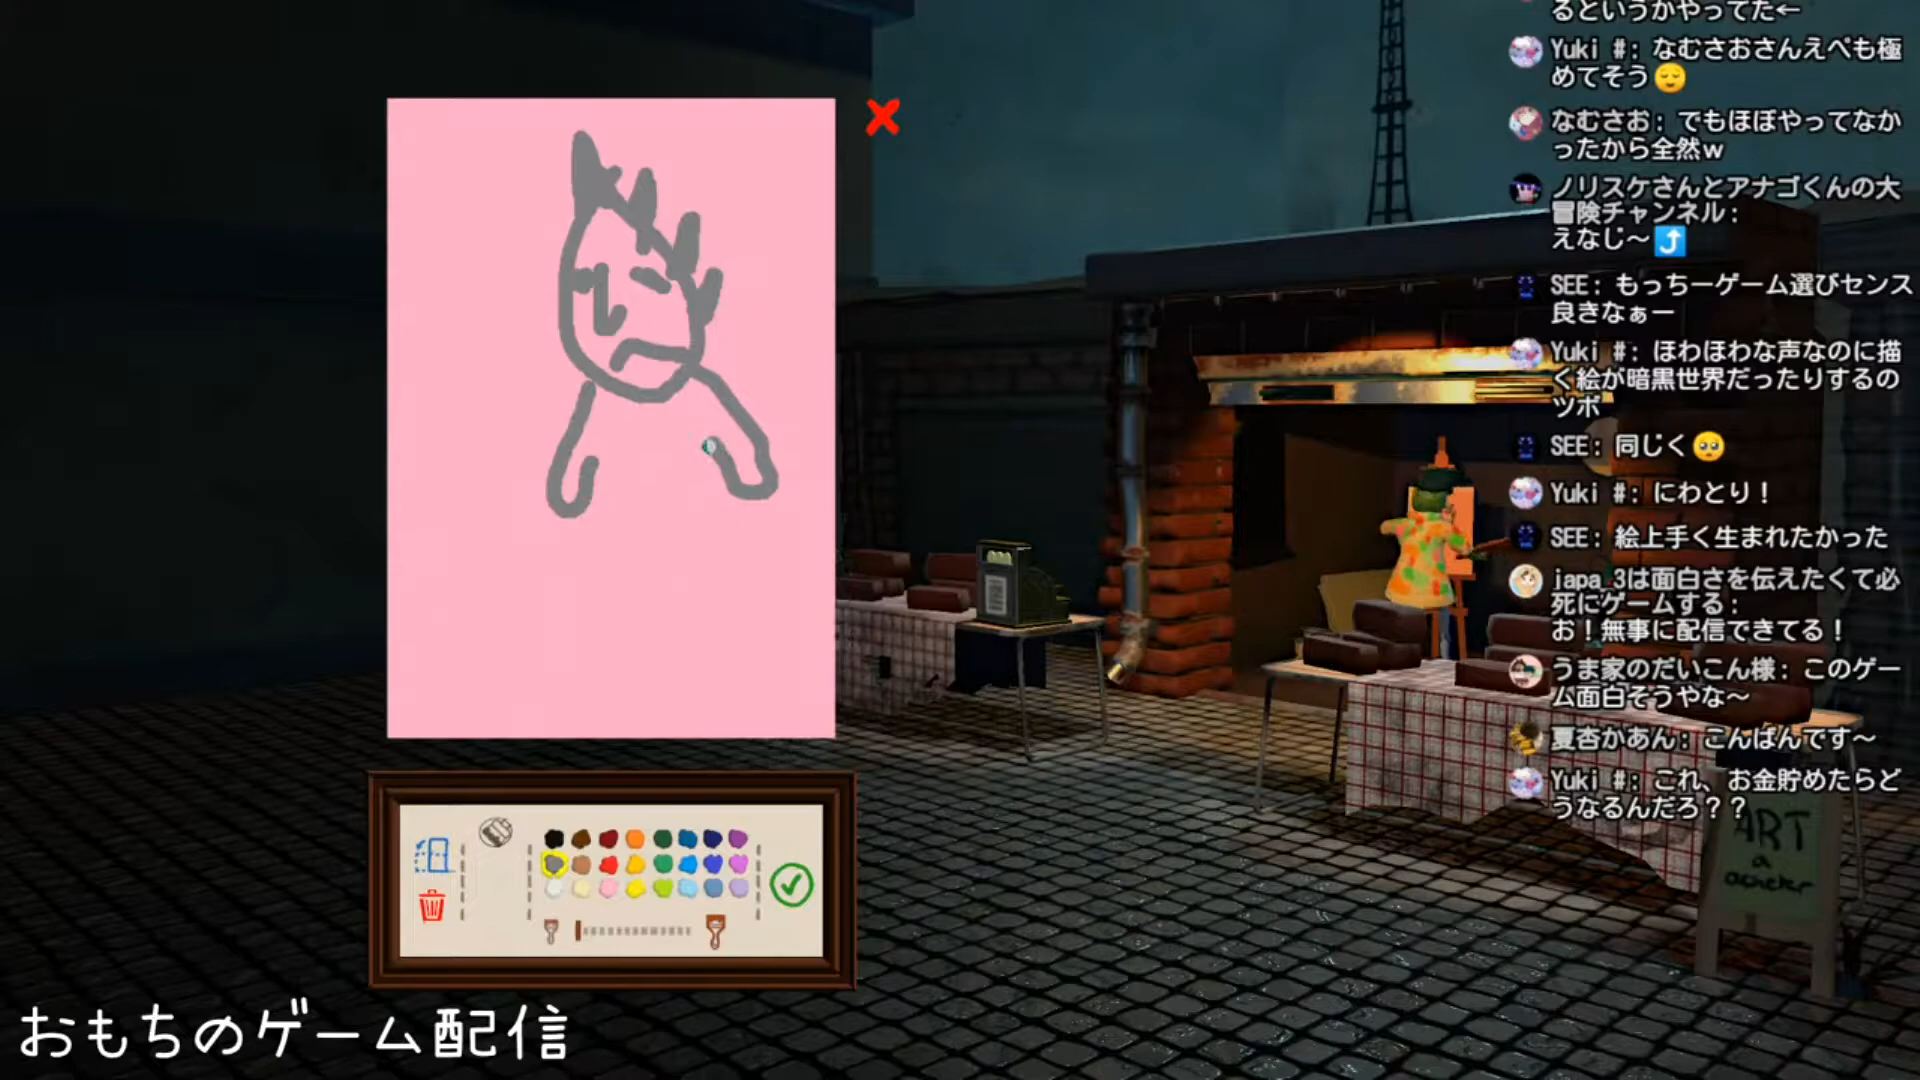 るというかやってた←
Yuki #: なむさおさんえぺも極
めてそう😌
なむさお: でもほぼやってなか
ったから全然w
ノリスケさんとアナゴくんの大
冒険チャンネル:
えなじ～⤴
SEE: もっちーゲーム選びセンス
良きなぁー
Yuki #: ほわほわな声なのに描
く絵が暗黒世界だったりするの
ツボ
SEE: 同じく🥺
Yuki #: にわとり！
SEE: 絵上手く生まれたかった
japa_3は面白さを伝えたくて必
死にゲームする:
お！無事に配信できてる！
うま家のだいこん様: このゲー
ム面白そうやな～
夏杏かあん: こんばんです～
Yuki #: これ、お金貯めたらど
うなるんだろ？？
ART
a
acheter
おもちのゲーム配信